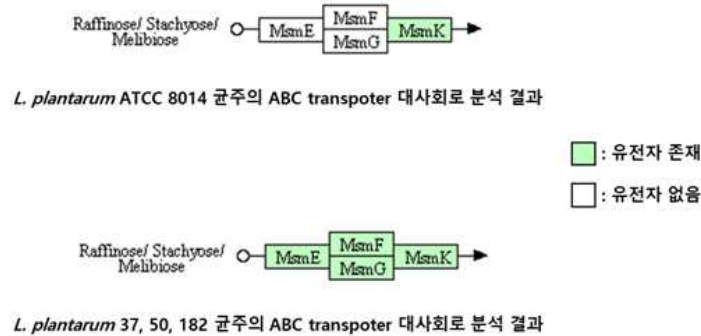 Raffinose/ Stachyose/
Melibiose
MsmE
MsmF
MsmG
MsmK
L. plantarum ATCC 8014 균주의 ABC transpoter 대사회로 분석 결과
: 유전자 존재
: 유전자 없음
Raffinose/ Stachyose/
Melibiose
MsmE
MsmF
MsmG
MsmK
L. plantarum 37, 50, 182 균주의 ABC transpoter 대사회로 분석 결과